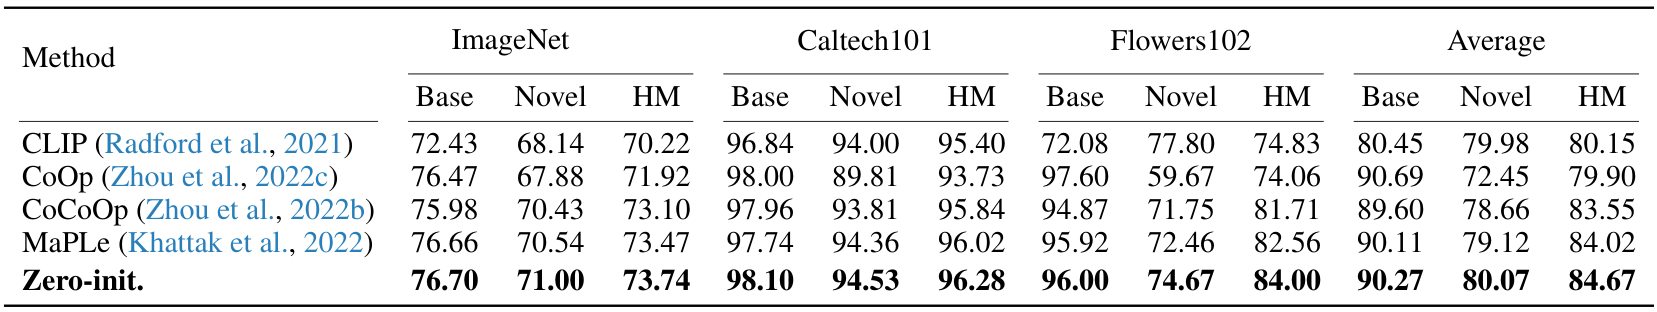 Method ImageNet Caltech101 Flowers102 Average
Base Novel HM Base Novel HM Base Novel HM Base Novel HM
CLIP (Radford et al., 2021) 72.43 68.14 70.22 96.84 94.00 95.40 72.08 77.80 74.83 80.45 79.98 80.15
CoOp (Zhou et al., 2022c) 76.47 67.88 71.92 98.00 89.81 93.73 97.60 59.67 74.06 90.69 72.45 79.90
CoCoOp (Zhou et al., 2022b) 75.98 70.43 73.10 97.96 93.81 95.84 94.87 71.75 81.71 89.60 78.66 83.55
MaPLe (Khattak et al., 2022) 76.66 70.54 73.47 97.74 94.36 96.02 95.92 72.46 82.56 90.11 79.12 84.02
Zero-init. 76.70 71.00 73.74 98.10 94.53 96.28 96.00 74.67 84.00 90.27 80.07 84.67